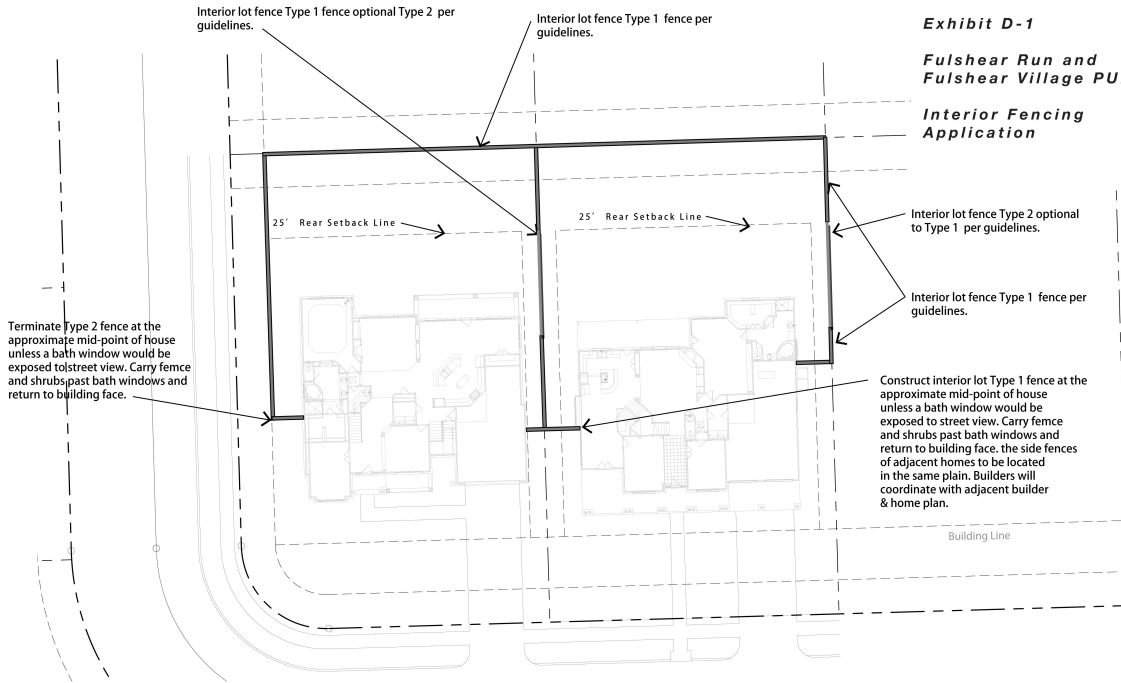 Interior lot fence Type 1 fence optional Type 2 per
guidelines.
Interior lot fence Type 1 fence per
guidelines.
Exhibit D-1
Fulshear Run and
Fulshear Village PU
Interior Fencing
Application
25' Rear Setback Line
25' Rear Setback Line
Interior lot fence Type 2 optional
to Type 1 per guidelines.
Interior lot fence Type 1 fence per
guidelines.
Terminate Type 2 fence at the
approximate mid-point of house
unless a bath window would be
exposed to street view. Carry femce
and shrubs past bath windows and
return to building face.
Construct interior lot Type 1 fence at the
approximate mid-point of house
unless a bath window would be
exposed to street view. Carry femce
and shrubs past bath windows and
return to building face. the side fences
of adjacent homes to be located
in the same plain. Builders will
coordinate with adjacent builder
& home plan.
Building Line